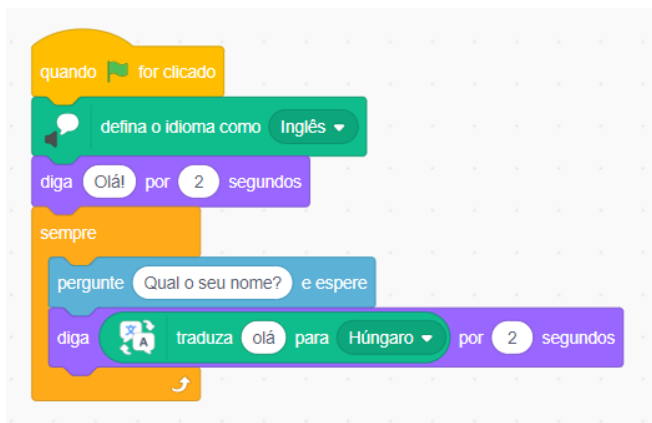 quando for clicado
defina o idioma como Inglês
diga Olá! por 2 segundos
sempre
pergunte Qual o seu nome? e espere
diga traduza olá para Húngaro por 2 segundos